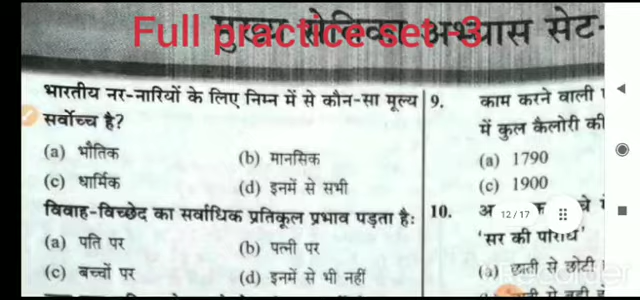 मुख्य सेविका अभ्यास सेट-
Full practice set -3
भारतीय नर-नारियों के लिए निम्न में से कौन-सा मूल्य
सर्वोच्च है?
(a) भौतिक
(b) मानसिक
(c) धार्मिक
(d) इनमें से सभी
विवाह-विच्छेद का सर्वाधिक प्रतिकूल प्रभाव पड़ता है:
(a) पति पर
(b) पत्नी पर
(c) बच्चों पर
(d) इनमें से भी नहीं
9. काम करने वाली
में कुल कैलोरी की
(a) 1790
(c) 1900
10.
12/17
'सर की परिधि'
(a) छाती से छोटी